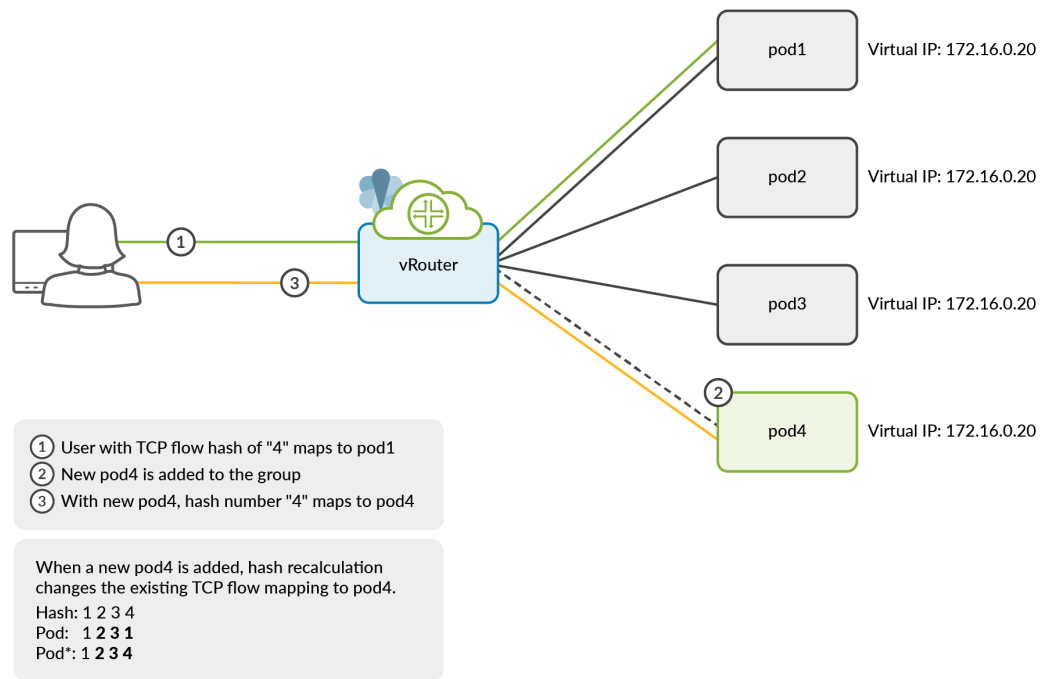 pod1
Virtual IP: 172.16.0.20
pod2
Virtual IP: 172.16.0.20
1
vRouter
3
pod3
Virtual IP: 172.16.0.20
2
pod4
Virtual IP: 172.16.0.20
1 User with TCP flow hash of "4" maps to pod1
2 New pod4 is added to the group
3 With new pod4, hash number "4" maps to pod4
When a new pod4 is added, hash recalculation
changes the existing TCP flow mapping to pod4.
Hash: 1 2 3 4
Pod: 1 2 3 1
Pod*: 1 2 3 4